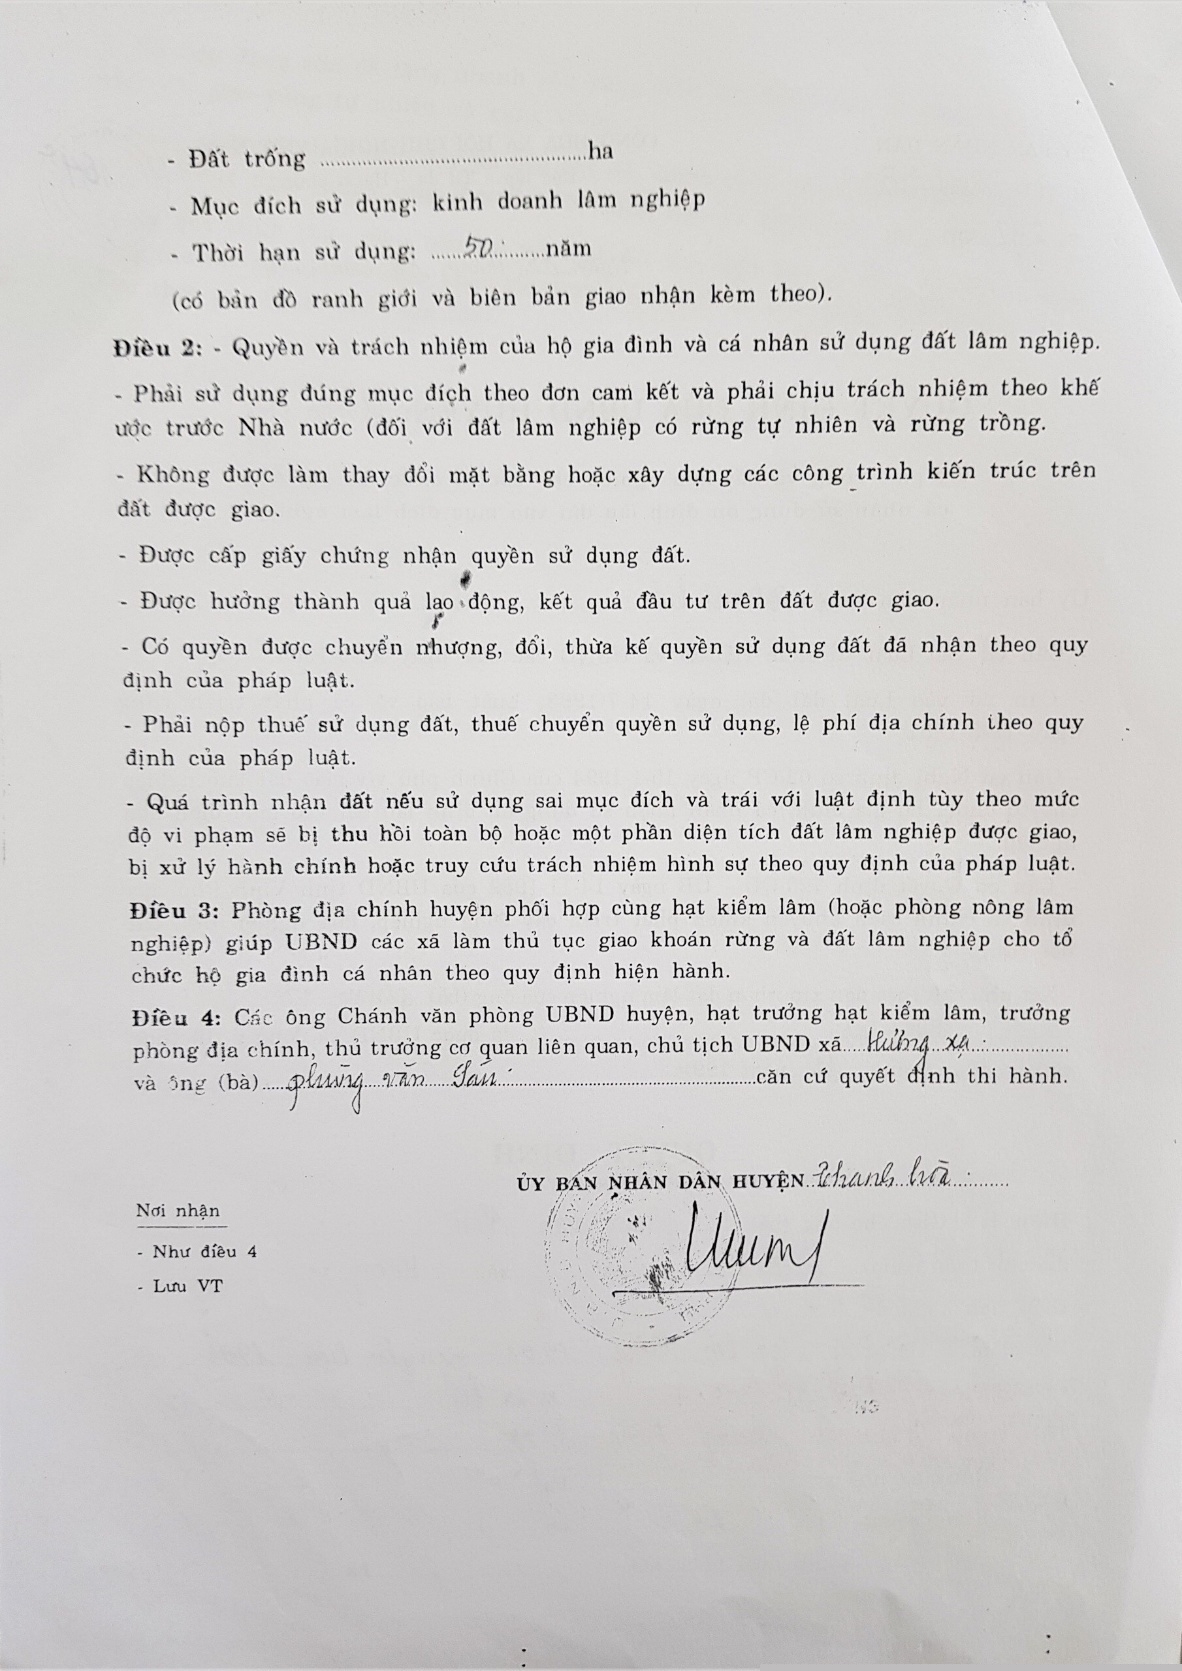 - Đất trống ......................................ha
- Mục đích sử dụng: kinh doanh lâm nghiệp
- Thời hạn sử dụng: ......50.........năm
(có bản đồ ranh giới và biên bản giao nhận kèm theo).
Điều 2: - Quyền và trách nhiệm của hộ gia đình và cá nhân sử dụng đất lâm nghiệp.
- Phải sử dụng đúng mục đích theo đơn cam kết và phải chịu trách nhiệm theo khế
ước trước Nhà nước (đối với đất lâm nghiệp có rừng tự nhiên và rừng trồng.
- Không được làm thay đổi mặt bằng hoặc xây dựng các công trình kiến trúc trên
đất được giao.
- Được cấp giấy chứng nhận quyền sử dụng đất.
- Được hưởng thành quả lao động, kết quả đầu tư trên đất được giao.
- Có quyền được chuyển nhượng, đổi, thừa kế quyền sử dụng đất đã nhận theo quy
định của pháp luật.
- Phải nộp thuế sử dụng đất, thuế chuyển quyền sử dụng, lệ phí địa chính theo quy
định của pháp luật.
- Quá trình nhận đất nếu sử dụng sai mục đích và trái với luật định tùy theo mức
độ vi phạm sẽ bị thu hồi toàn bộ hoặc một phần diện tích đất lâm nghiệp được giao,
bị xử lý hành chính hoặc truy cứu trách nhiệm hình sự theo quy định của pháp luật.
Điều 3: Phòng địa chính huyện phối hợp cùng hạt kiểm lâm (hoặc phòng nông lâm
nghiệp) giúp UBND các xã làm thủ tục giao khoán rừng và đất lâm nghiệp cho tổ
chức hộ gia đình cá nhân theo quy định hiện hành.
Điều 4: Các ông Chánh văn phòng UBND huyện, hạt trưởng hạt kiểm lâm, trưởng
phòng địa chính, thủ trưởng cơ quan liên quan, chủ tịch UBND xã....xạ.............
và ông (bà)....phùng văn..............................căn cứ quyết định thi hành.
ỦY BAN NHÂN DÂN HUYỆN..........
Nơi nhận
- Như điều 4
- Lưu VT